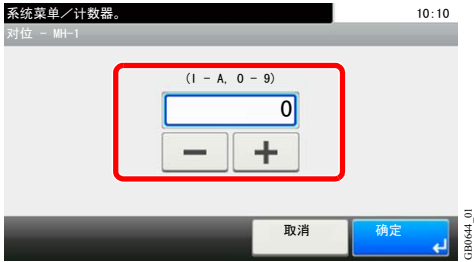 系统菜单／计数器。
10:10
对位 - MH-1
(I - A, 0 - 9)
0
取消
确定
GB0644_01